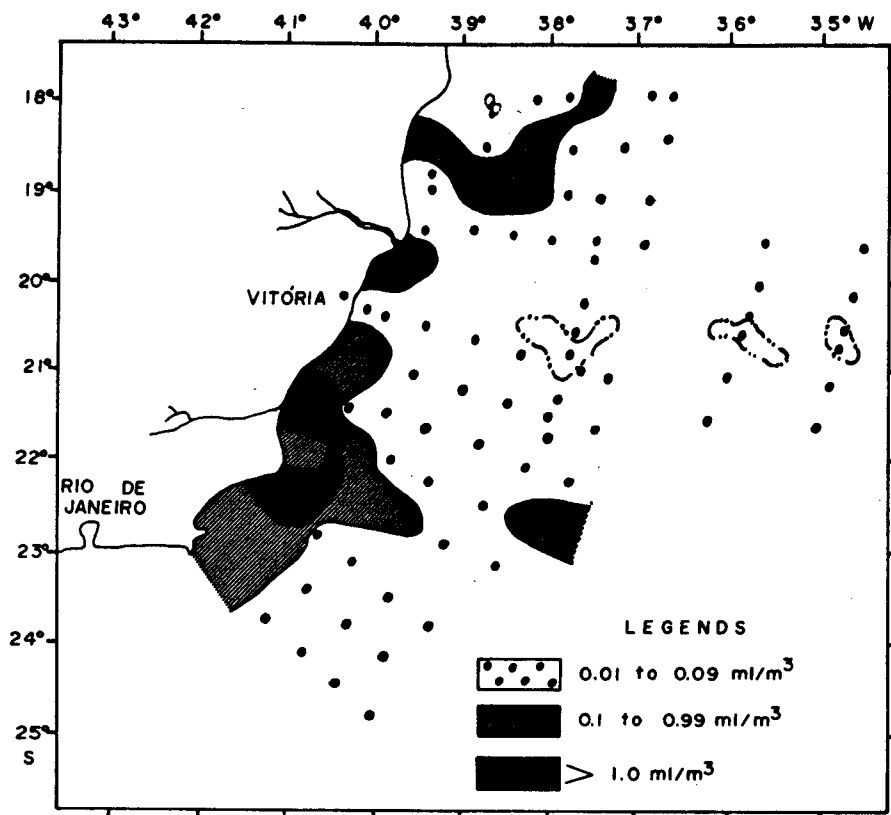 43° 42° 41° 40° 39° 38° 37° 36° 35° W
18°
19°
20°
VITÓRIA
21°
22°
RIO DE
JANEIRO
23°
24°
25°
S
LEGENDS
0.01 to 0.09 ml/m³
0.1 to 0.99 ml/m³
> 1.0 ml/m³